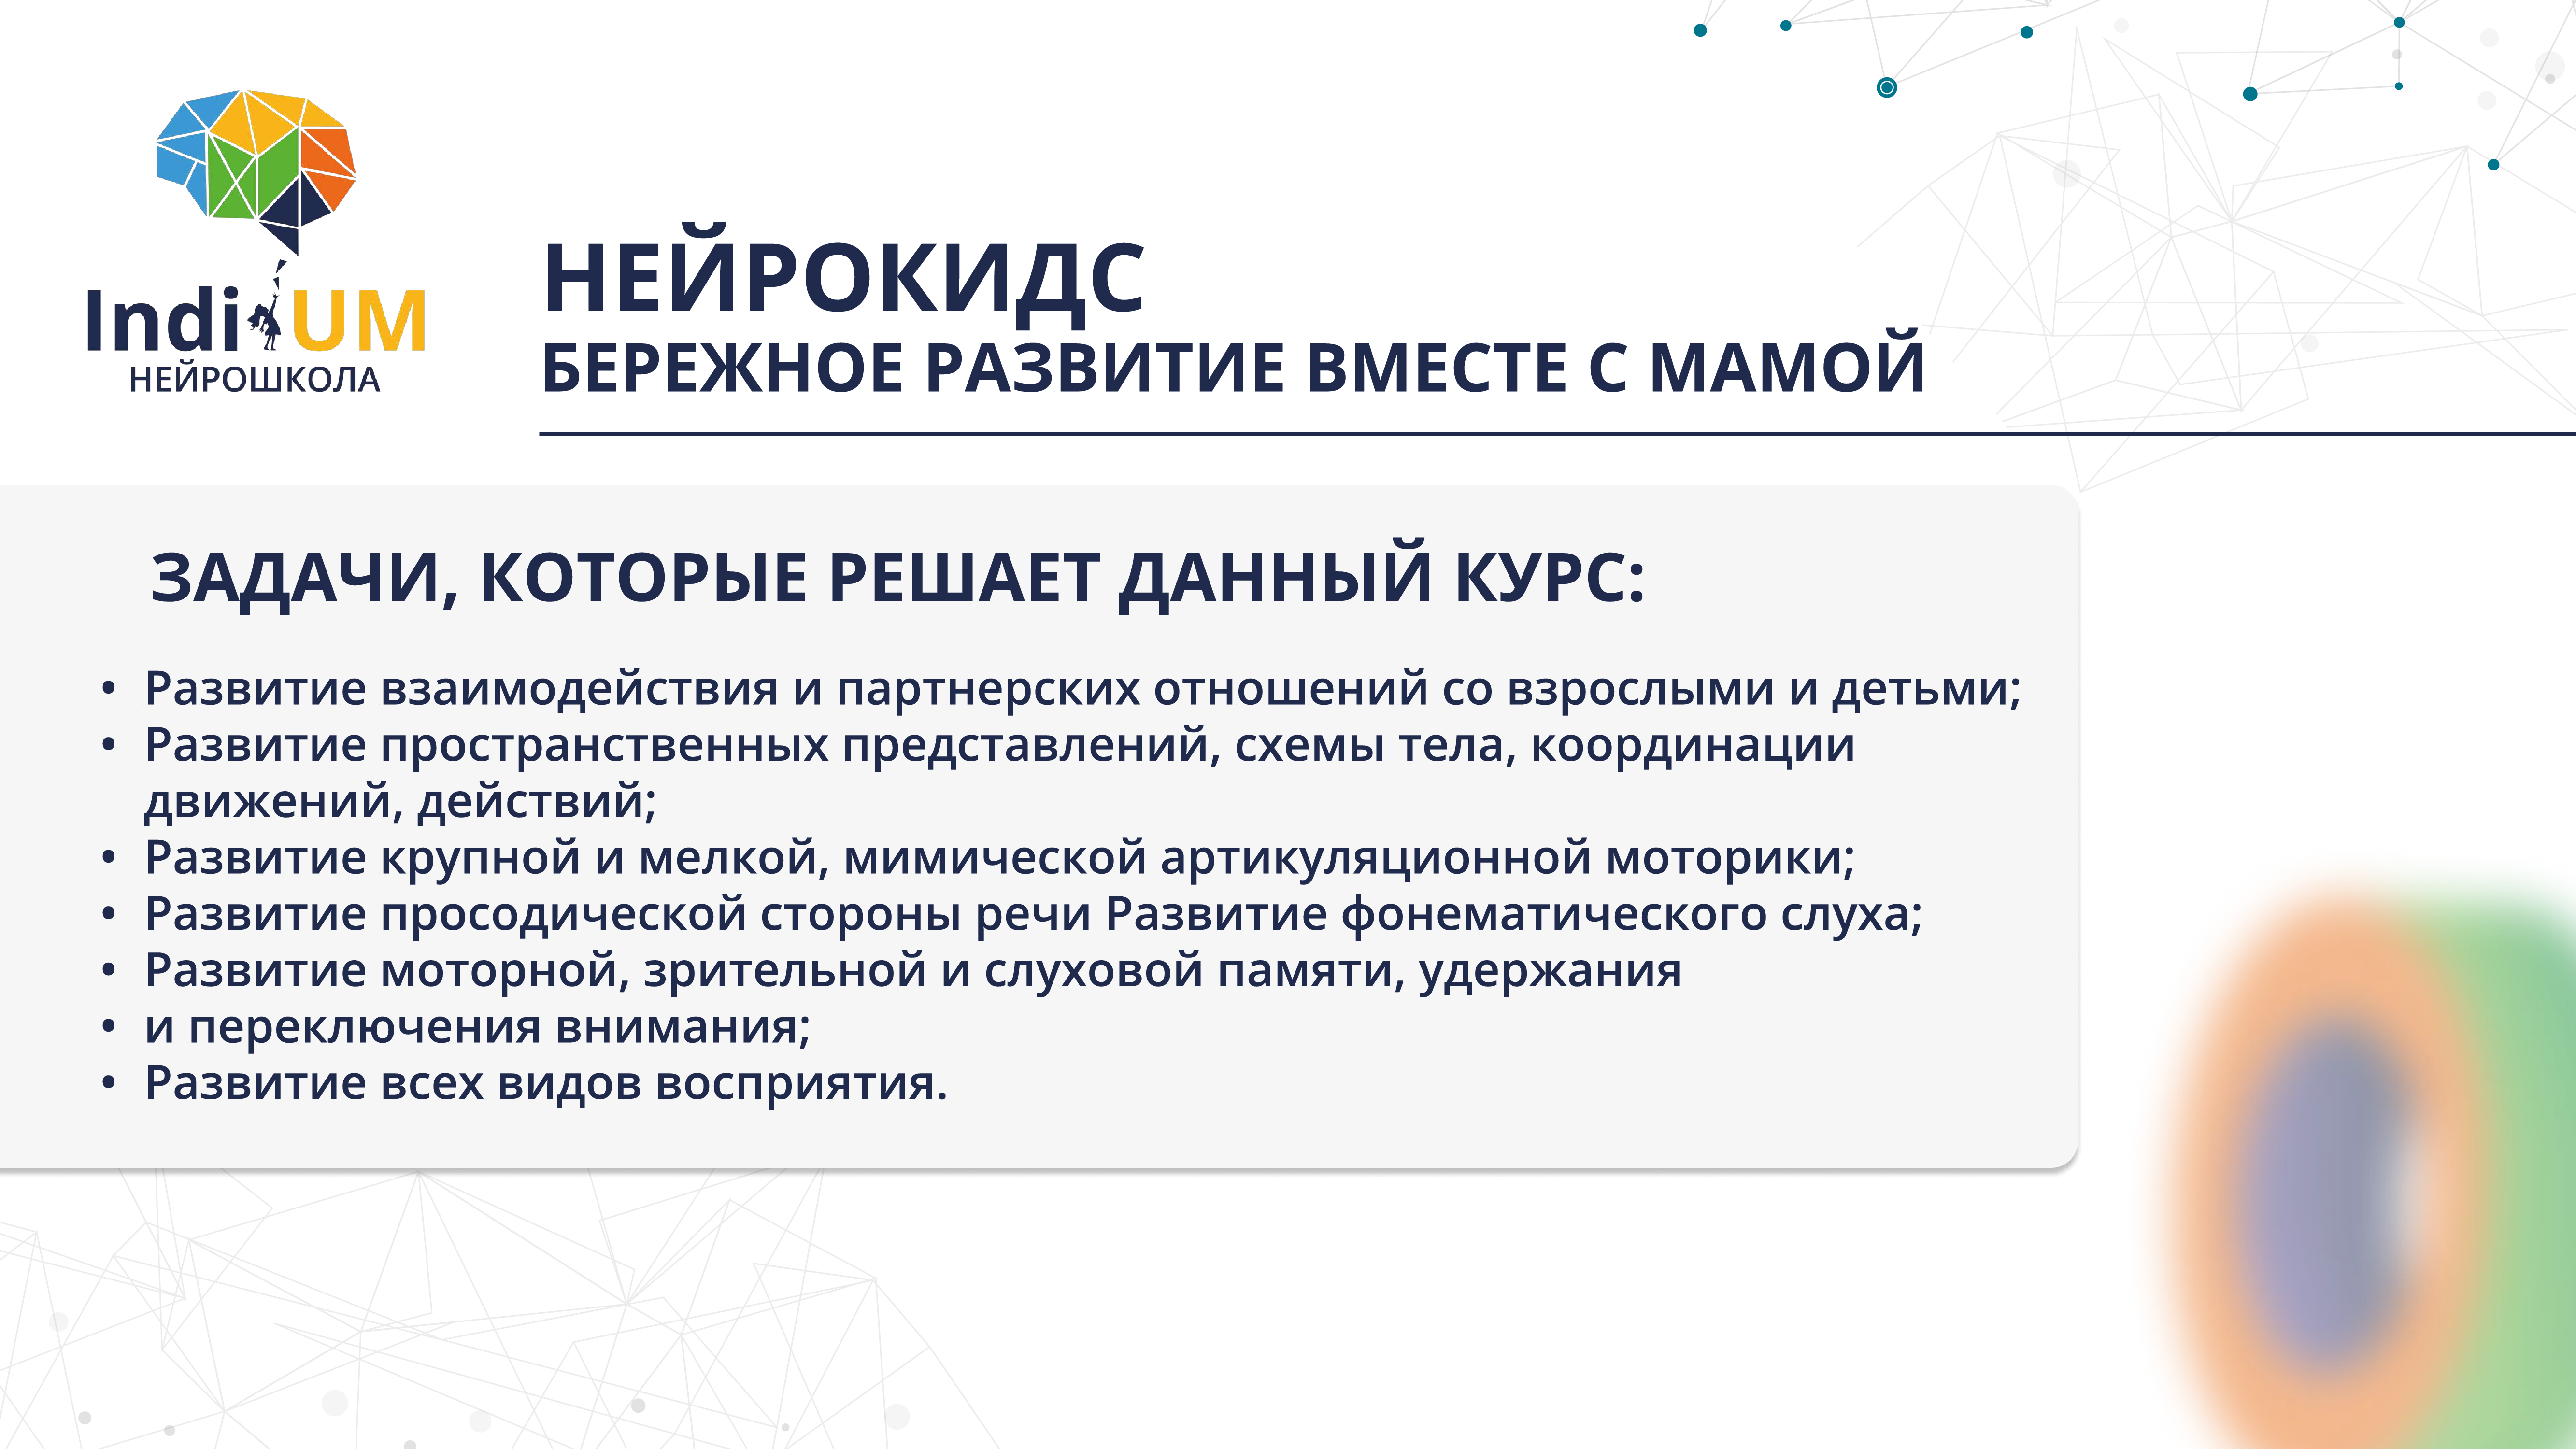 IndiUM
НЕЙРОШКОЛА
НЕЙРОКИДС
БЕРЕЖНОЕ РАЗВИТИЕ ВМЕСТЕ С МАМОЙ
ЗАДАЧИ, КОТОРЫЕ РЕШАЕТ ДАННЫЙ КУРС:
• Развитие взаимодействия и партнерских отношений со взрослыми и детьми;
• Развитие пространственных представлений, схемы тела, координации
движений, действий;
• Развитие крупной и мелкой, мимической артикуляционной моторики;
• Развитие просодической стороны речи Развитие фонематического слуха;
• Развитие моторной, зрительной и слуховой памяти, удержания
• и переключения внимания;
• Развитие всех видов восприятия.